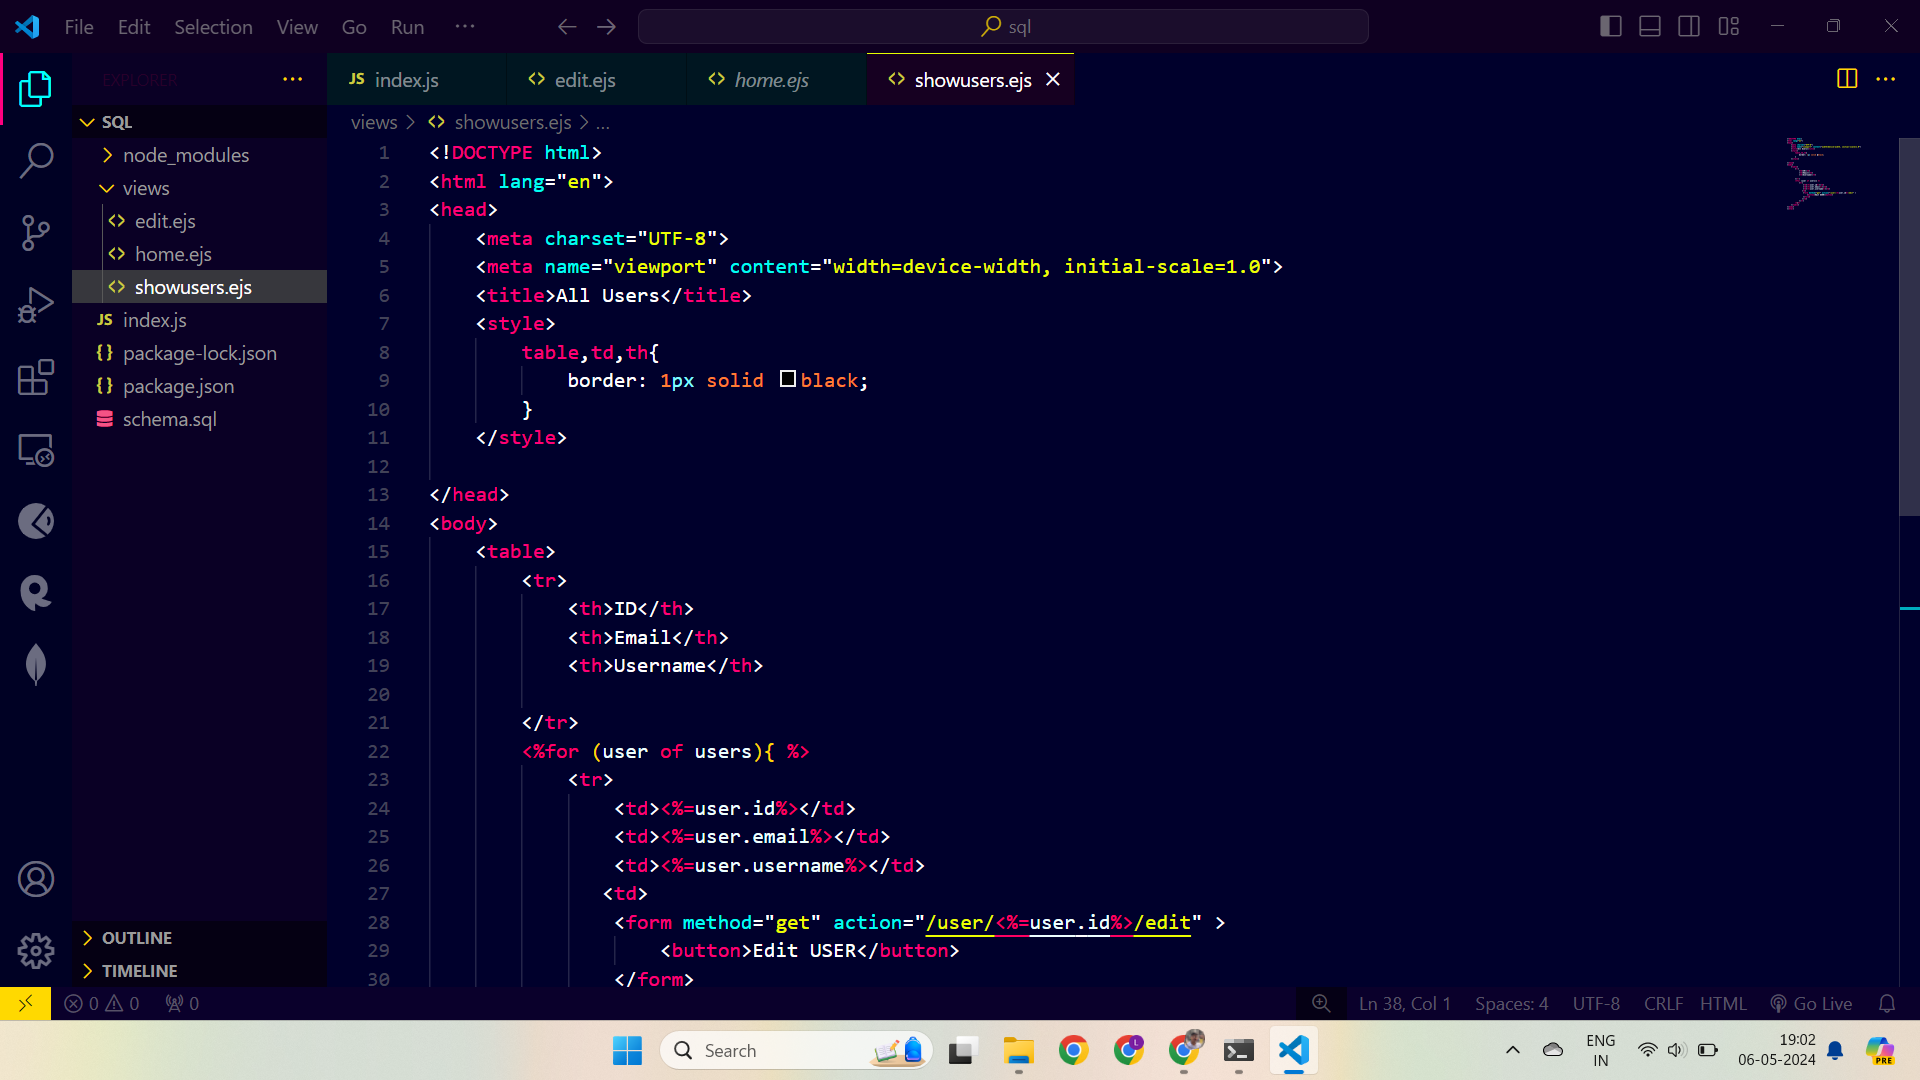 File Edit Selection View Go Run ···
sql
EXPLORER ···
JS index.js
edit.ejs
home.ejs
showusers.ejs
SQL
node_modules
views
edit.ejs
home.ejs
showusers.ejs
JS index.js
{} package-lock.json
{} package.json
schema.sql
OUTLINE
TIMELINE
views > showusers.ejs > ...
1 <!DOCTYPE html>
2 <html lang="en">
3 <head>
4 <meta charset="UTF-8">
5 <meta name="viewport" content="width=device-width, initial-scale=1.0">
6 <title>All Users</title>
7 <style>
8 table,td,th{
9 border: 1px solid black;
10 }
11 </style>
12
13 </head>
14 <body>
15 <table>
16 <tr>
17 <th>ID</th>
18 <th>Email</th>
19 <th>Username</th>
20
21 </tr>
22 <%for (user of users){ %>
23 <tr>
24 <td><%=user.id%></td>
25 <td><%=user.email%></td>
26 <td><%=user.username%></td>
27 <td>
28 <form method="get" action="/user/<%=user.id%>/edit" >
29 <button>Edit USER</button>
30 </form>
0 0 0
Ln 38, Col 1 Spaces: 4 UTF-8 CRLF HTML Go Live
Search
ENG
IN
19:02
06-05-2024
PRE